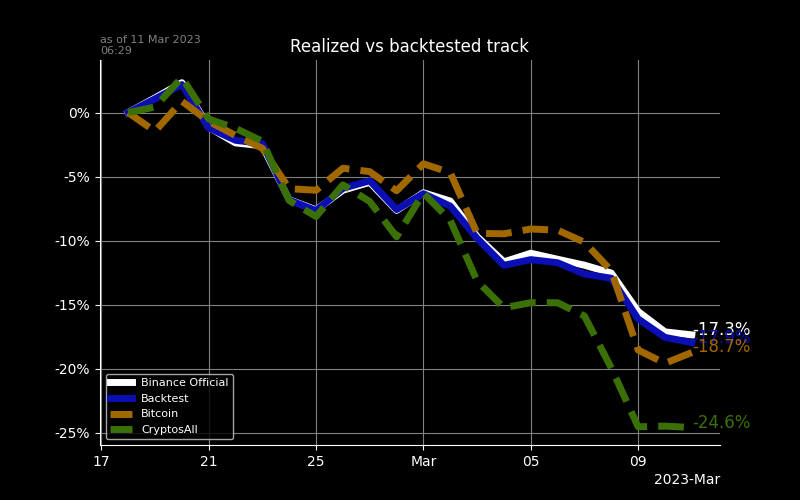 as of 11 Mar 2023
06:29
Realized vs backtested track
0%
-5%
-10%
-15%
-20%
-25%
-17.3%
-18.7%
-24.6%
Binance Official
Backtest
Bitcoin
CryptosAll
17
21
25
Mar
05
09
2023-Mar